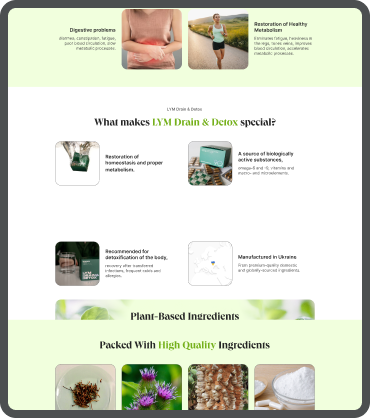 Digestive problems
diarrhea, constipation, fatigue,
poor blood circulation, slow
metabolic processes.
Restoration of Healthy
Metabolism
Eliminates fatigue, heaviness in
the legs, tones veins, improves
blood circulation, accelerates
metabolic processes.
LYM Drain & Detox
What makes LYM Drain & Detox special?
Restoration of
homeostasis and proper
metabolism.
A source of biologically
active substances,
omega-6 and -9, vitamins and
macro- and microelements.
Recommended for
detoxification of the body,
recovery after transferred
infections, frequent colds and
allergies.
Manufactured in Ukraine
From premium-quality domestic
and globally-sourced ingredients.
Plant-Based Ingredients
Packed With High Quality Ingredients